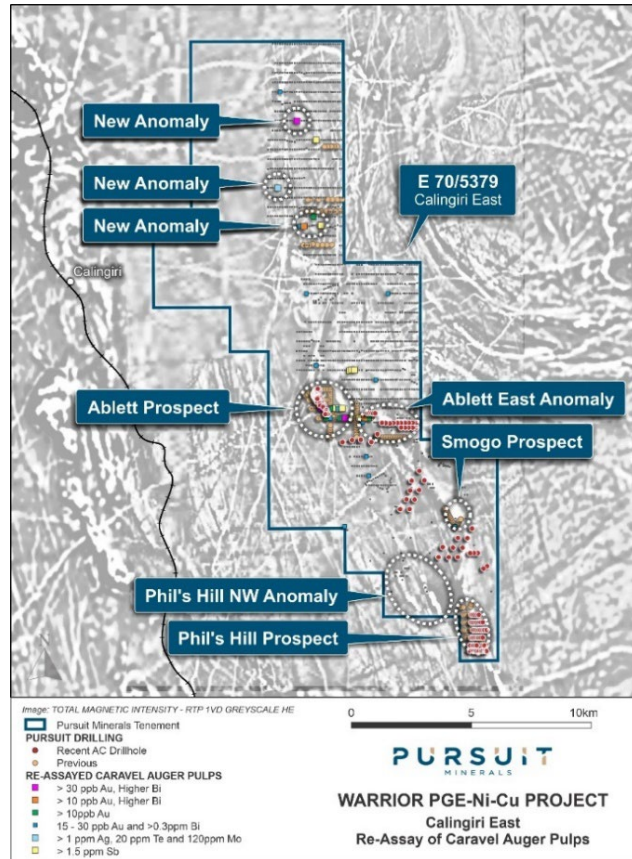 New Anomaly
New Anomaly
E 70/5379
Calingiri East
New Anomaly
Calingiri
Ablett Prospect
Ablett East Anomaly
Smogo Prospect
Phil's Hill NW Anomaly
Phil's Hill Prospect
Image: TOTAL MAGNETIC INTENSITY - RTP 1VD GREYSCALE HE
0 5 10km
Pursuit Minerals Tenement
PURSUIT DRILLING
Recent AC Drillhole
Previous
RE-ASSAYED CARAVEL AUGER PULPS
> 30 ppb Au, Higher Bi
> 10 ppb Au, Higher Bi
> 10ppb Au
15 - 30 ppb Au and >0.3ppm Bi
> 1 ppm Ag, 20 ppm Te and 120ppm Mo
> 1.5 ppm Sb
PURSUIT
MINERALS
WARRIOR PGE-Ni-Cu PROJECT
Calingiri East
Re-Assay of Caravel Auger Pulps